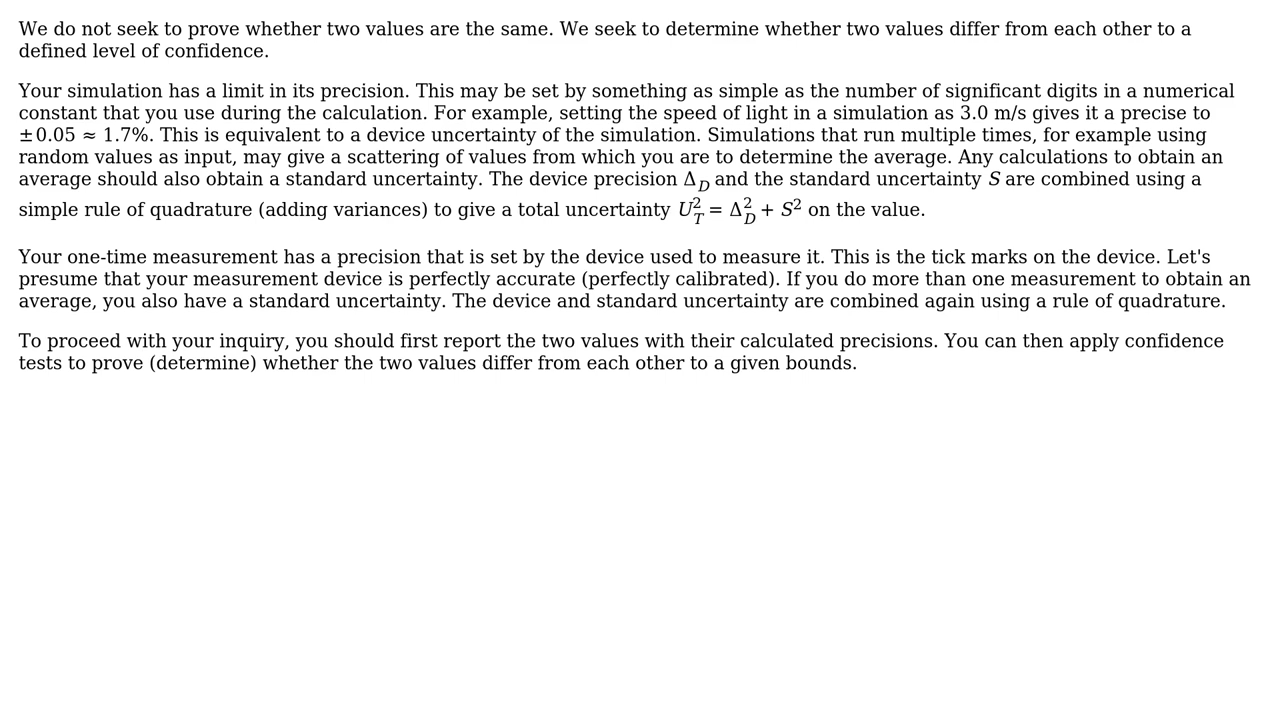 We do not seek to prove whether two values are the same. We seek to determine whether two values differ from each other to a
defined level of confidence.
Your simulation has a limit in its precision. This may be set by something as simple as the number of significant digits in a numerical
constant that you use during the calculation. For example, setting the speed of light in a simulation as 3.0 m/s gives it a precise to
±0.05 ≈ 1.7%. This is equivalent to a device uncertainty of the simulation. Simulations that run multiple times, for example using
random values as input, may give a scattering of values from which you are to determine the average. Any calculations to obtain an
average should also obtain a standard uncertainty. The device precision Δ_D and the standard uncertainty S are combined using a
simple rule of quadrature (adding variances) to give a total uncertainty U_T^2 = Δ_D^2 + S^2 on the value.
Your one-time measurement has a precision that is set by the device used to measure it. This is the tick marks on the device. Let's
presume that your measurement device is perfectly accurate (perfectly calibrated). If you do more than one measurement to obtain an
average, you also have a standard uncertainty. The device and standard uncertainty are combined again using a rule of quadrature.
To proceed with your inquiry, you should first report the two values with their calculated precisions. You can then apply confidence
tests to prove (determine) whether the two values differ from each other to a given bounds.